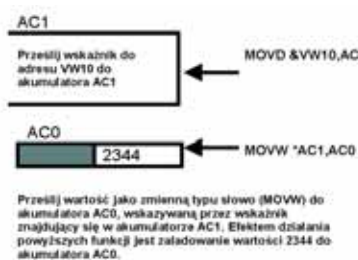 AC1
Prześlij wskaźnik do
adresu VW10 do
akumulatora AC1
MOVD &VW10,AC
AC0
2344
MOVW *AC1,AC0
Prześlij wartość jako zmienną typu słowo (MOVW) do
akumulatora AC0, wskazywaną przez wskaźnik
znajdujący się w akumulatorze AC1. Efektem działania
powyższych funkcji jest załadowanie wartości 2344 do
akumulatora AC0.